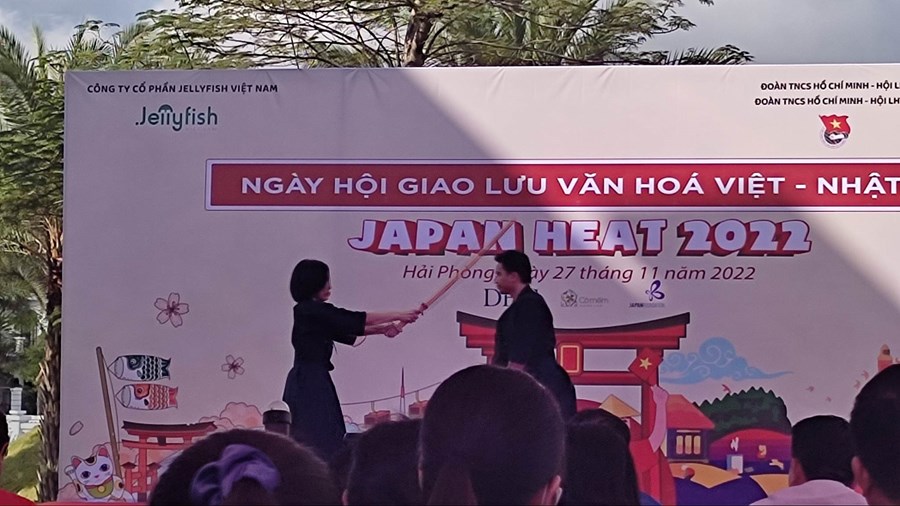 CÔNG TY CỔ PHẦN JELLYFISH VIỆT NAM
Jellyfish
ĐOÀN TNCS HỒ CHÍ MINH - HỘI L
ĐOÀN TNCS HỒ CHÍ MINH - HỘI LH
NGÀY HỘI GIAO LƯU VĂN HOÁ VIỆT - NHẬT
JAPAN HEAT 2022
Hải Phòng, ngày 27 tháng 11 năm 2022